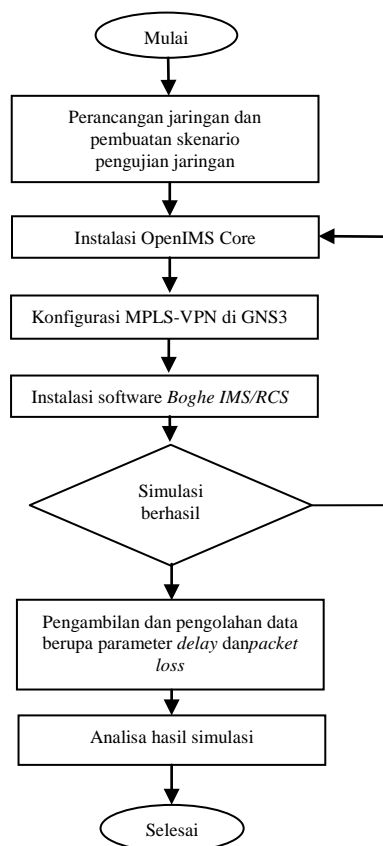 Mulai
Perancangan jaringan dan
pembuatan skenario
pengujian jaringan
Instalasi OpenIMS Core
Konfigurasi MPLS-VPN di GNS3
Instalasi software Boghe IMS/RCS
Simulasi
berhasil
Pengambilan dan pengolahan data
berupa parameter delay danpacket
loss
Analisa hasil simulasi
Selesai